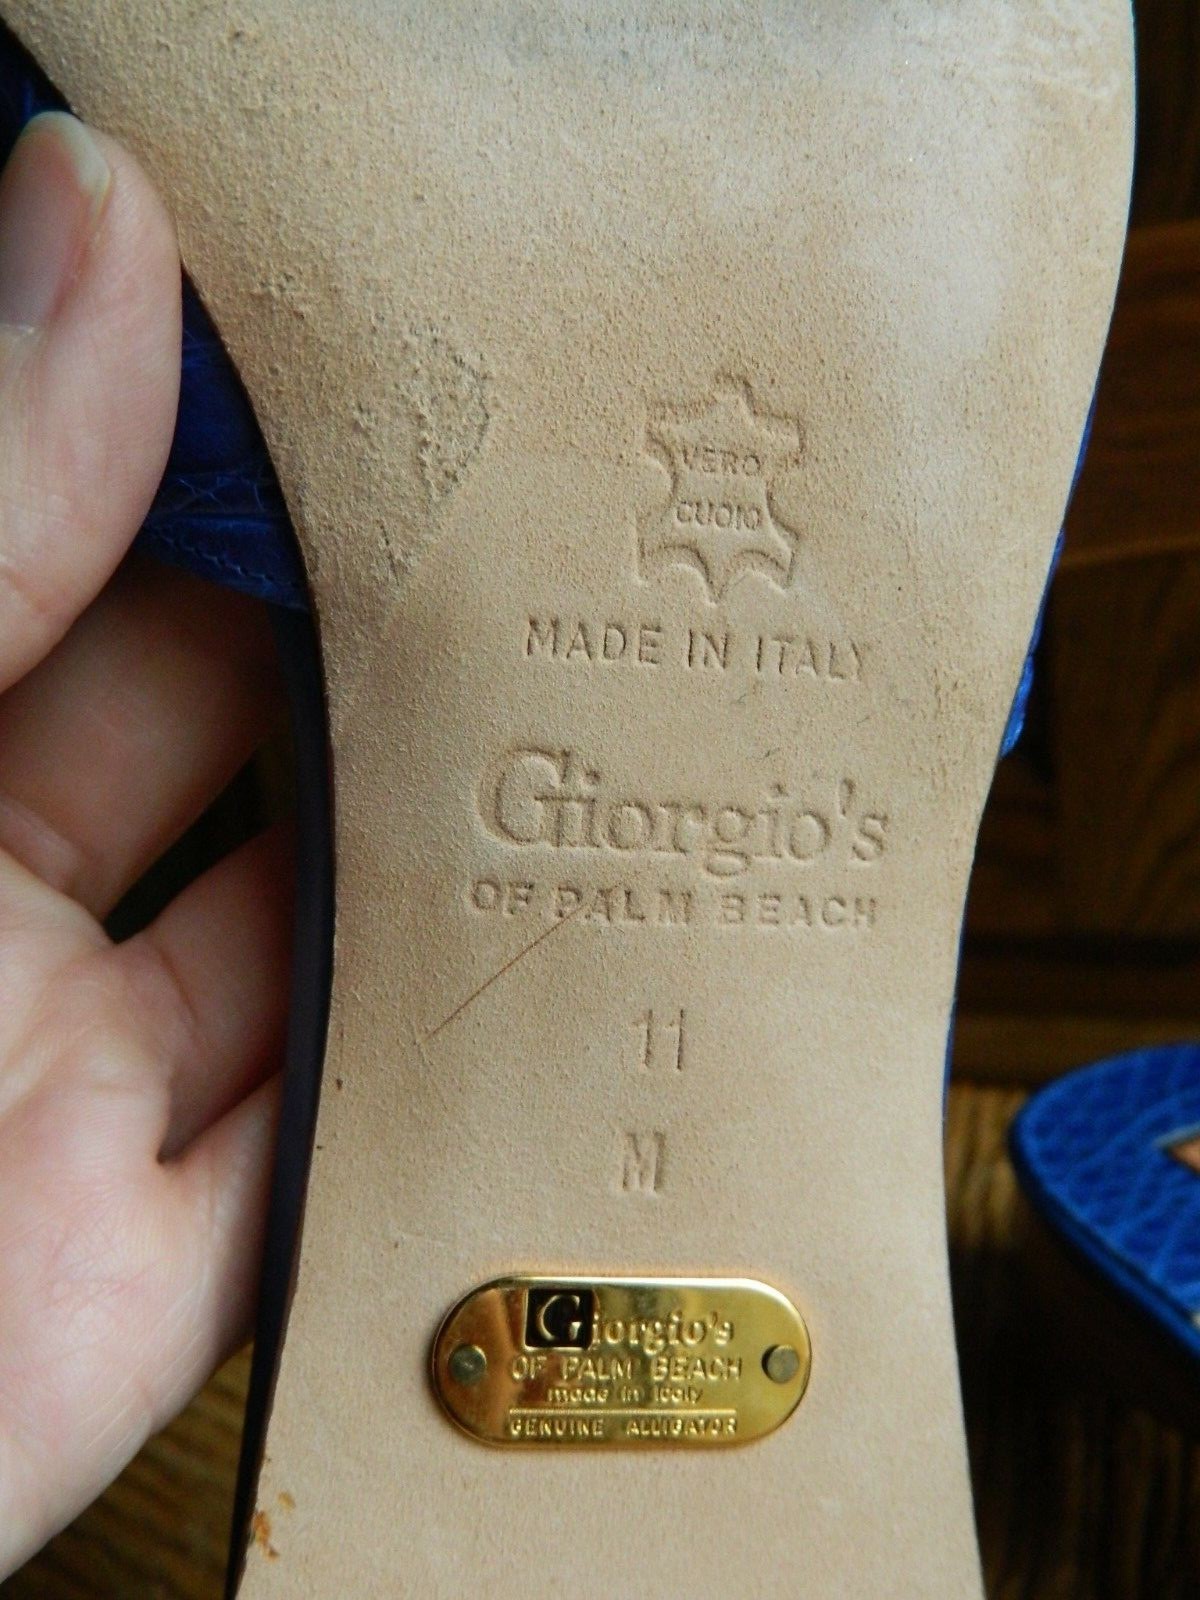 VERO
CUOIO
MADE IN ITALY
Giorgio's
OF PALM BEACH
11
M
Giorgio's
OF PALM BEACH
made in Italy
GENUINE ALLIGATOR